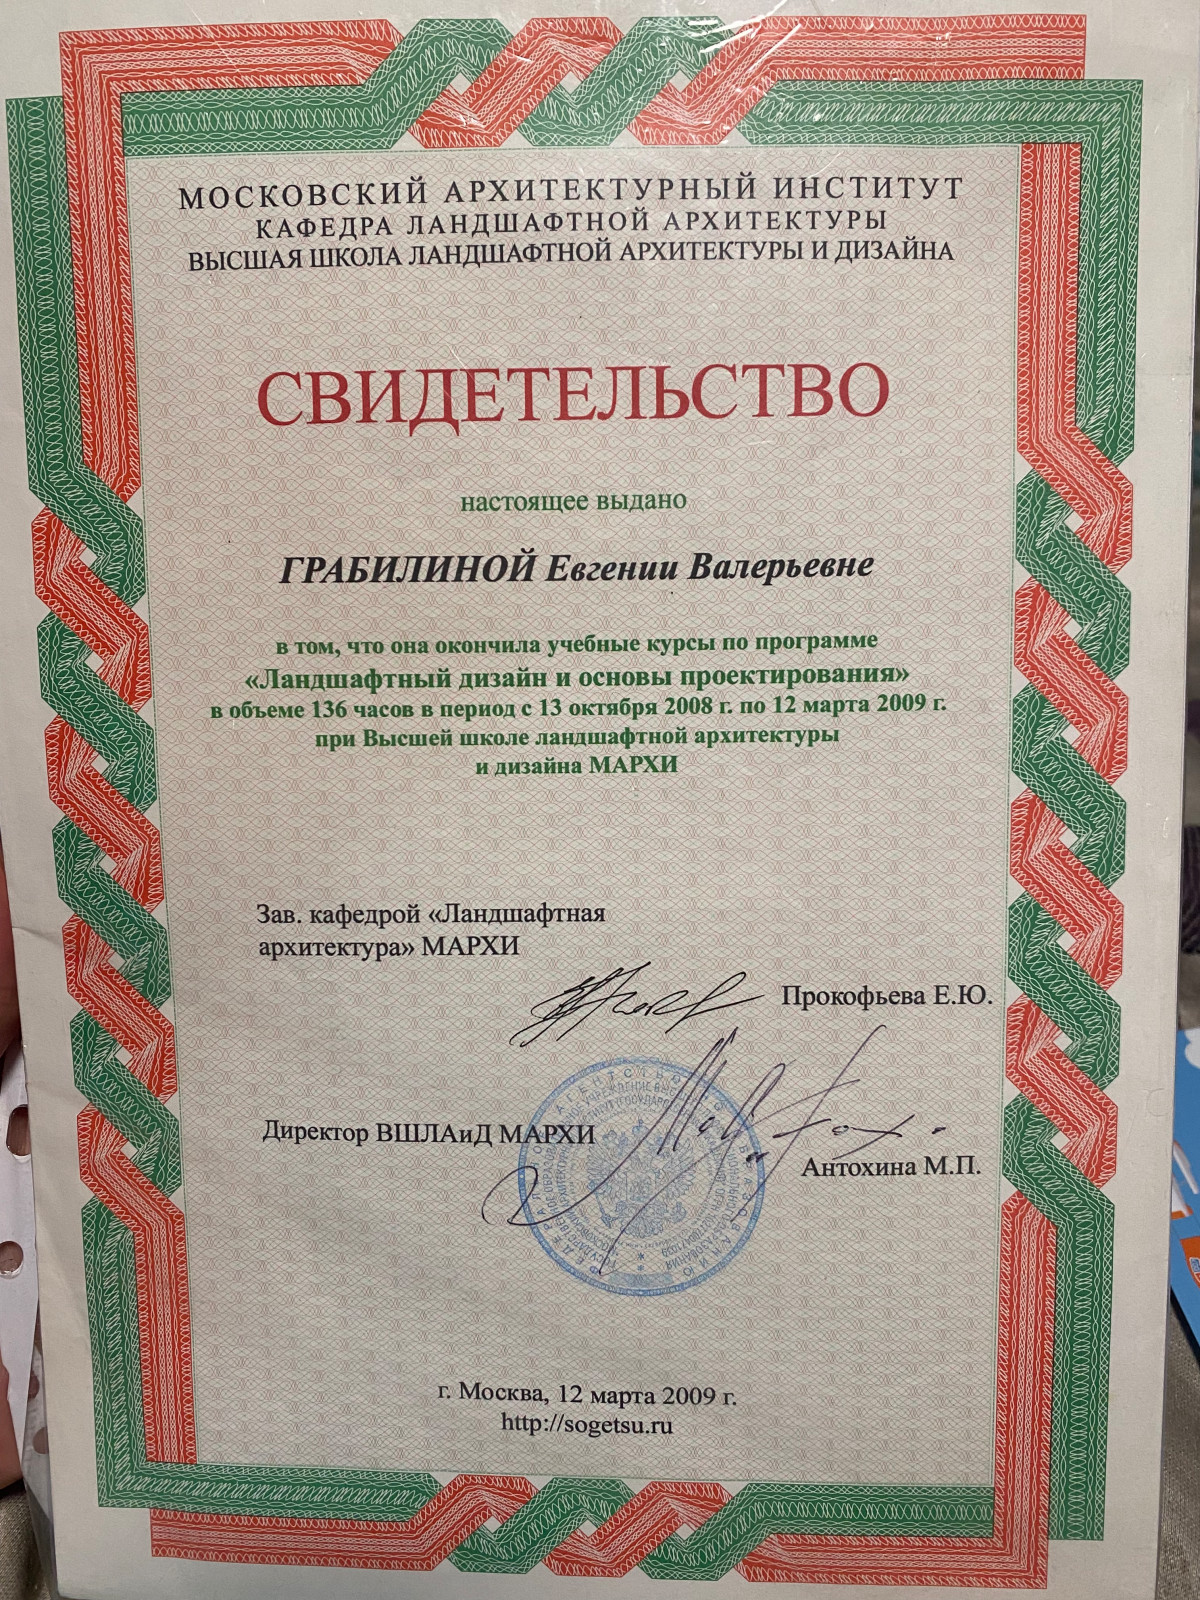 МОСКОВСКИЙ АРХИТЕКТУРНЫЙ ИНСТИТУТ
КАФЕДРА ЛАНДШАФТНОЙ АРХИТЕКТУРЫ
ВЫСШАЯ ШКОЛА ЛАНДШАФТНОЙ АРХИТЕКТУРЫ И ДИЗАЙНА
СВИДЕТЕЛЬСТВО
настоящее выдано
ГРАБИЛИНОЙ Евгении Валерьевне
в том, что она окончила учебные курсы по программе
«Ландшафтный дизайн и основы проектирования»
в объеме 136 часов в период с 13 октября 2008 г. по 12 марта 2009 г.
при Высшей школе ландшафтной архитектуры
и дизайна МАРХИ
Зав. кафедрой «Ландшафтная
архитектура» МАРХИ
Прокофьева Е.Ю.
Директор ВШЛАиД МАРХИ
Антохина М.П.
г. Москва, 12 марта 2009 г.
http://sogetsu.ru